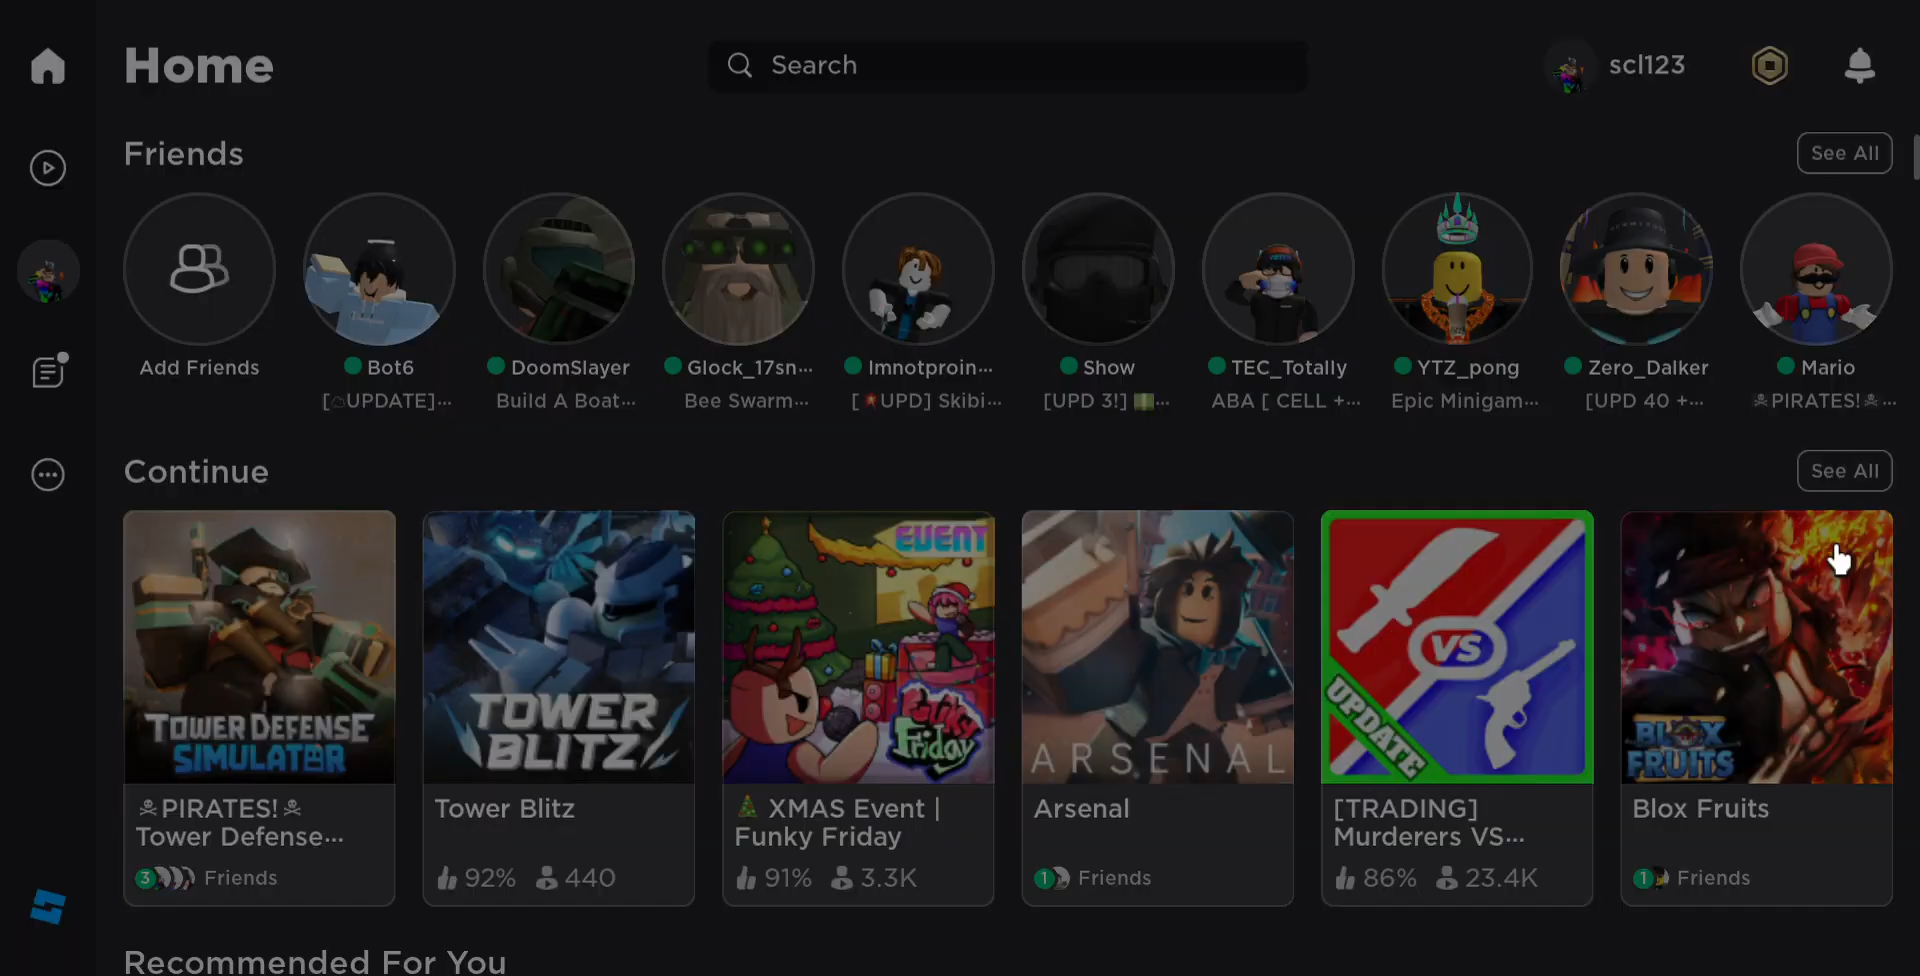 Home
Search
scl123
Friends
See All
Add Friends
Bot6
DoomSlayer
Glock_17sn...
Imnotproin...
Show
TEC_Totally
YTZ_pong
Zero_Dalker
Mario
[☁UPDATE]...
Build A Boat...
Bee Swarm...
[💥UPD] Skibi...
[UPD 3!] 💵...
ABA [ CELL +...
Epic Minigam...
[UPD 40 +...
☠PIRATES!☠...
Continue
See All
TOWER DEFENSE
SIMULATOR
TOWER
BLITZ
EVENT
Funky
Friday
ARSENAL
VS
UPDATE
BLOX
FRUITS
☠PIRATES!☠
Tower Defense...
3 Friends
Tower Blitz
92% 440
🎄 XMAS Event |
Funky Friday
91% 3.3K
Arsenal
1 Friends
[TRADING]
Murderers VS...
86% 23.4K
Blox Fruits
1 Friends
Recommended For You